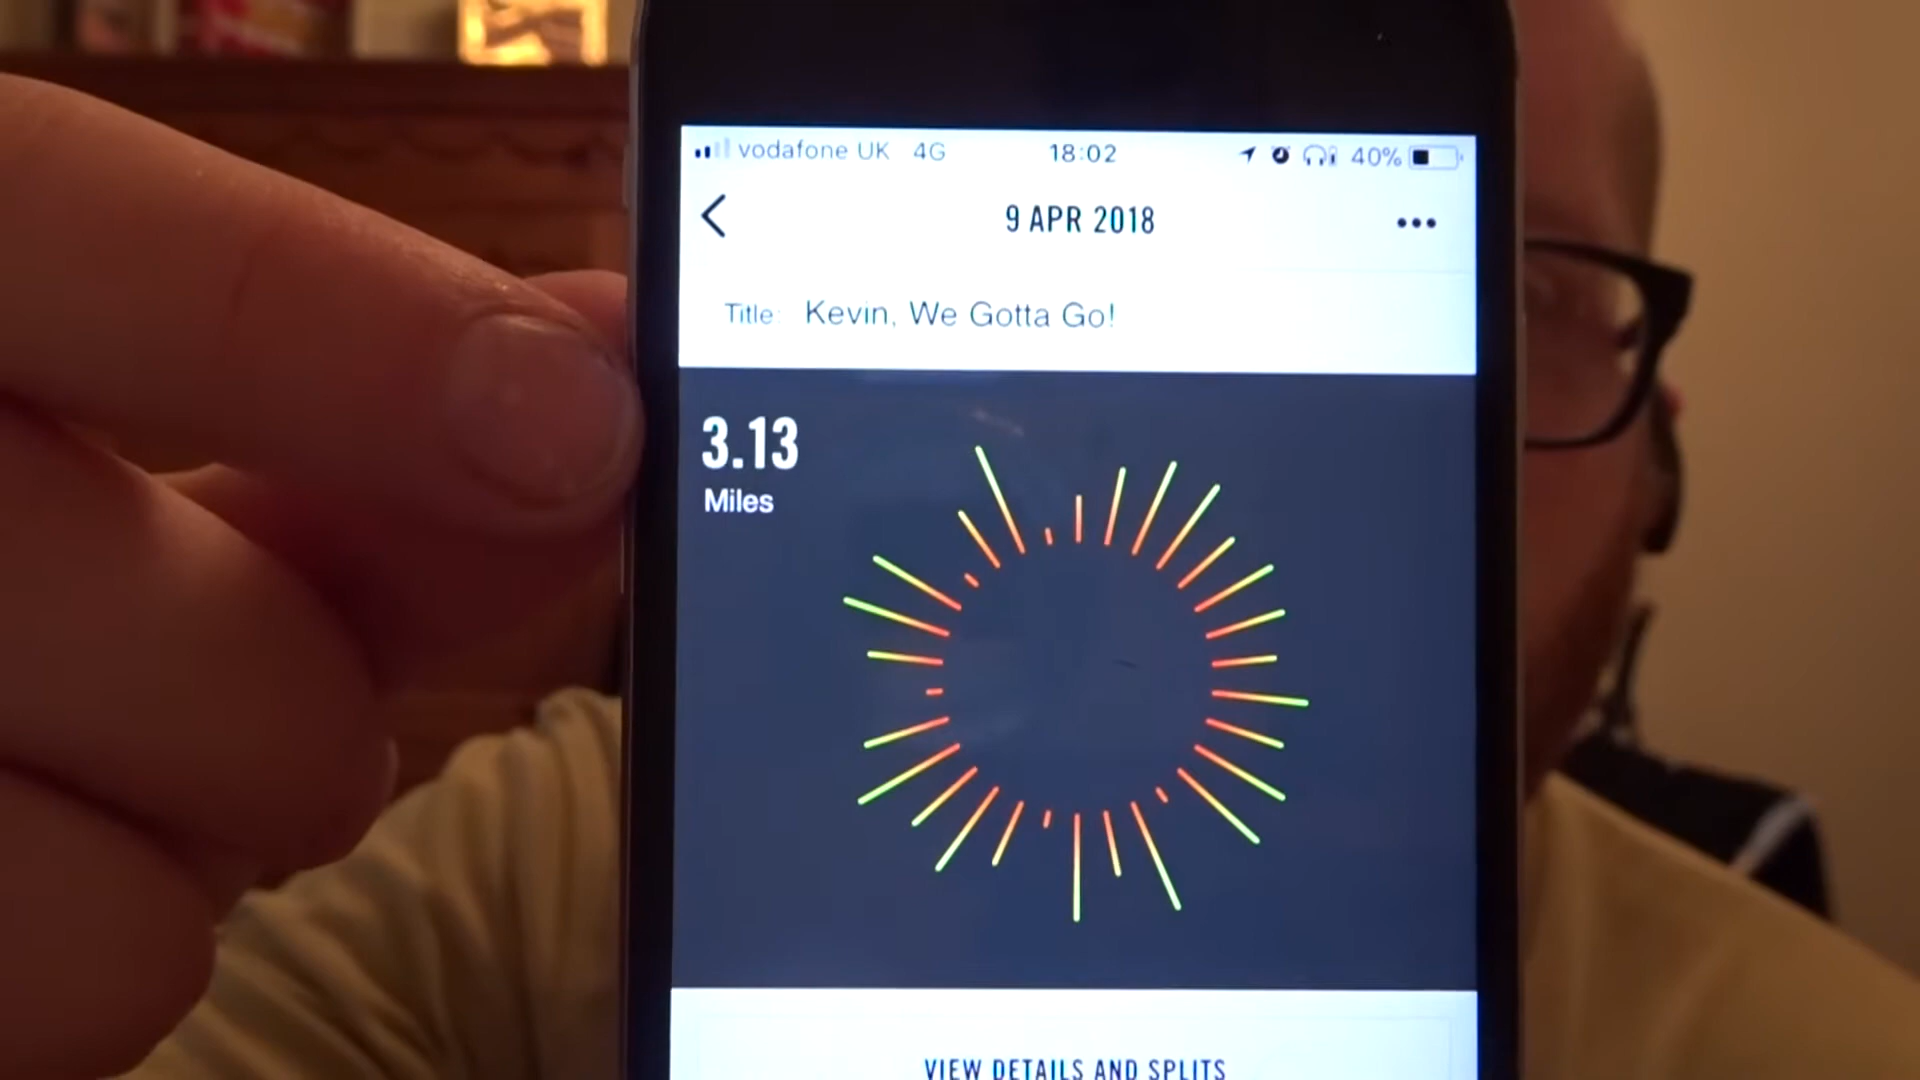 vodafone UK 4G 18:02 40%
9 APR 2018
Title: Kevin, We Gotta Go!
3.13
Miles
VIEW DETAILS AND SPLITS